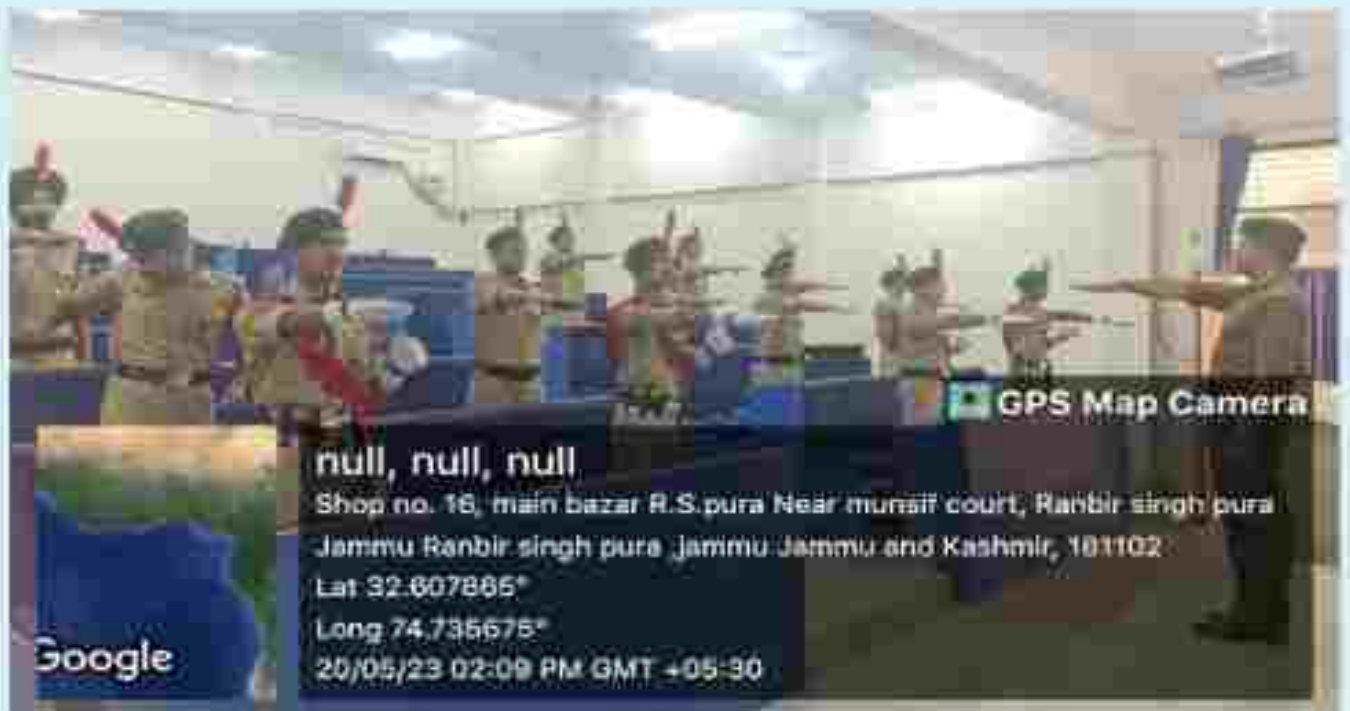 GPS Map Camera
null, null, null
Shop no. 16, main bazar R.S.pura Near munsif court, Ranbir singh pura
Jammu Ranbir singh pura ,jammu Jammu and Kashmir, 181102
Lat 32.607865°
Long 74.735675°
20/05/23 02:09 PM GMT +05:30
Google